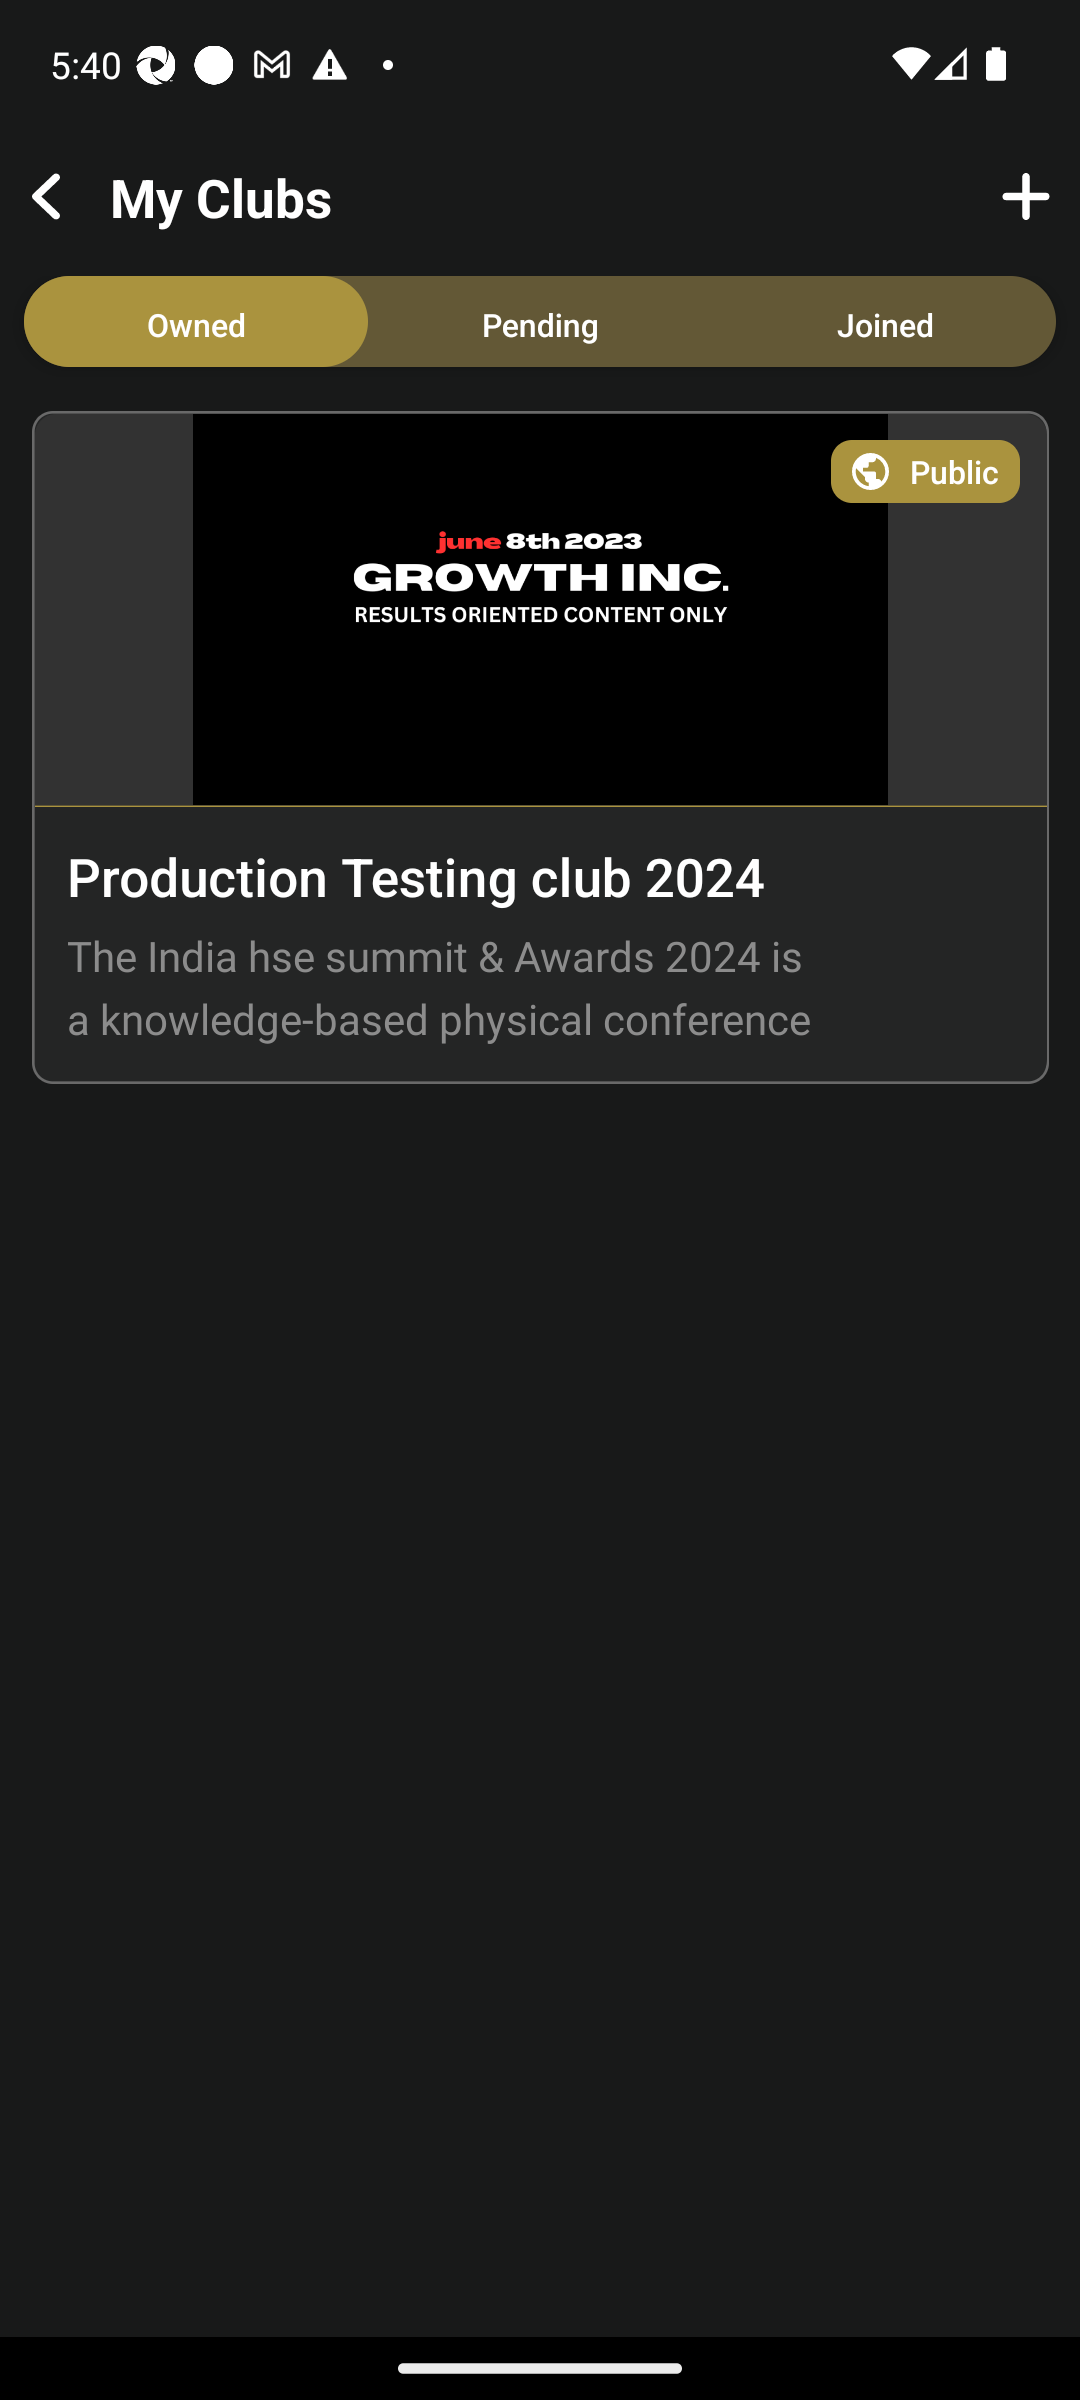 5:40
My Clubs
Owned Pending Joined
Public
june 8th 2023
GROWTH INC.
RESULTS ORIENTED CONTENT ONLY
Production Testing club 2024
The India hse summit & Awards 2024 is
a knowledge-based physical conference